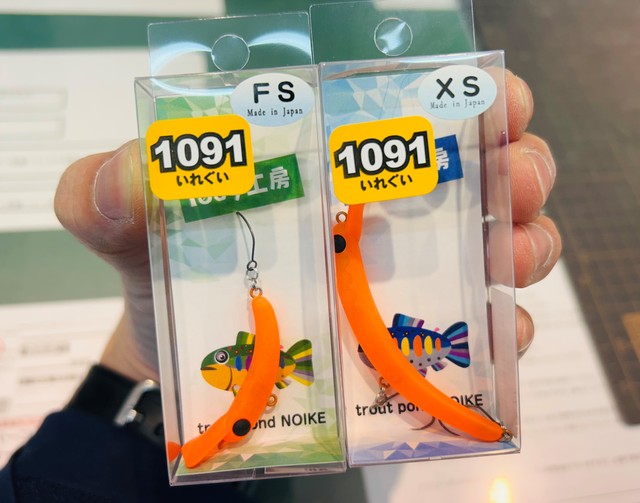 FS
Made in Japan
1091
いれぐい
工房
trout pond NOIKE
XS
Made in Japan
1091
いれぐい
房
trout pond NOIKE